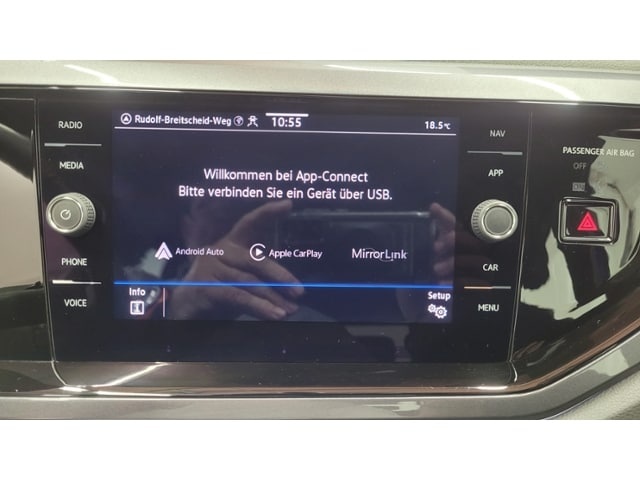 RADIO
MEDIA
PHONE
VOICE
Rudolf-Breitscheid-Weg
10:55
18.5°C
Willkommen bei App-Connect
Bitte verbinden Sie ein Gerät über USB.
Android Auto
Apple CarPlay
MirrorLink
Info
Setup
NAV
APP
CAR
MENU
PASSENGER AIR BAG
OFF